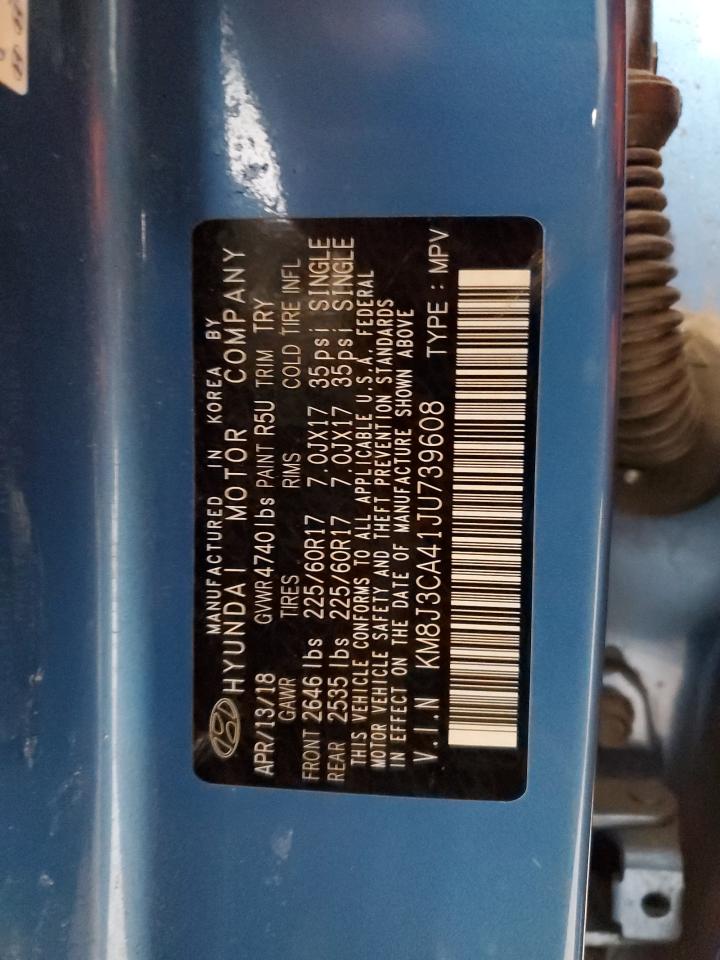 MANUFACTURED IN KOREA BY
HYUNDAI MOTOR COMPANY
APR/13/18 GVWR 4740lbs PAINT R5U TRIM TRY
GAWR TIRES RMS COLD TIRE INFL
FRONT 2646 lbs 225/60R17 7.0JX17 35psi SINGLE
REAR 2535 lbs 225/60R17 7.0JX17 35psi SINGLE
THIS VEHICLE CONFORMS TO ALL APPLICABLE U.S.A. FEDERAL
MOTOR VEHICLE SAFETY AND THEFT PREVENTION STANDARDS
IN EFFECT ON THE DATE OF MANUFACTURE SHOWN ABOVE
V.I.N KM8J3CA41JU739608 TYPE : MPV